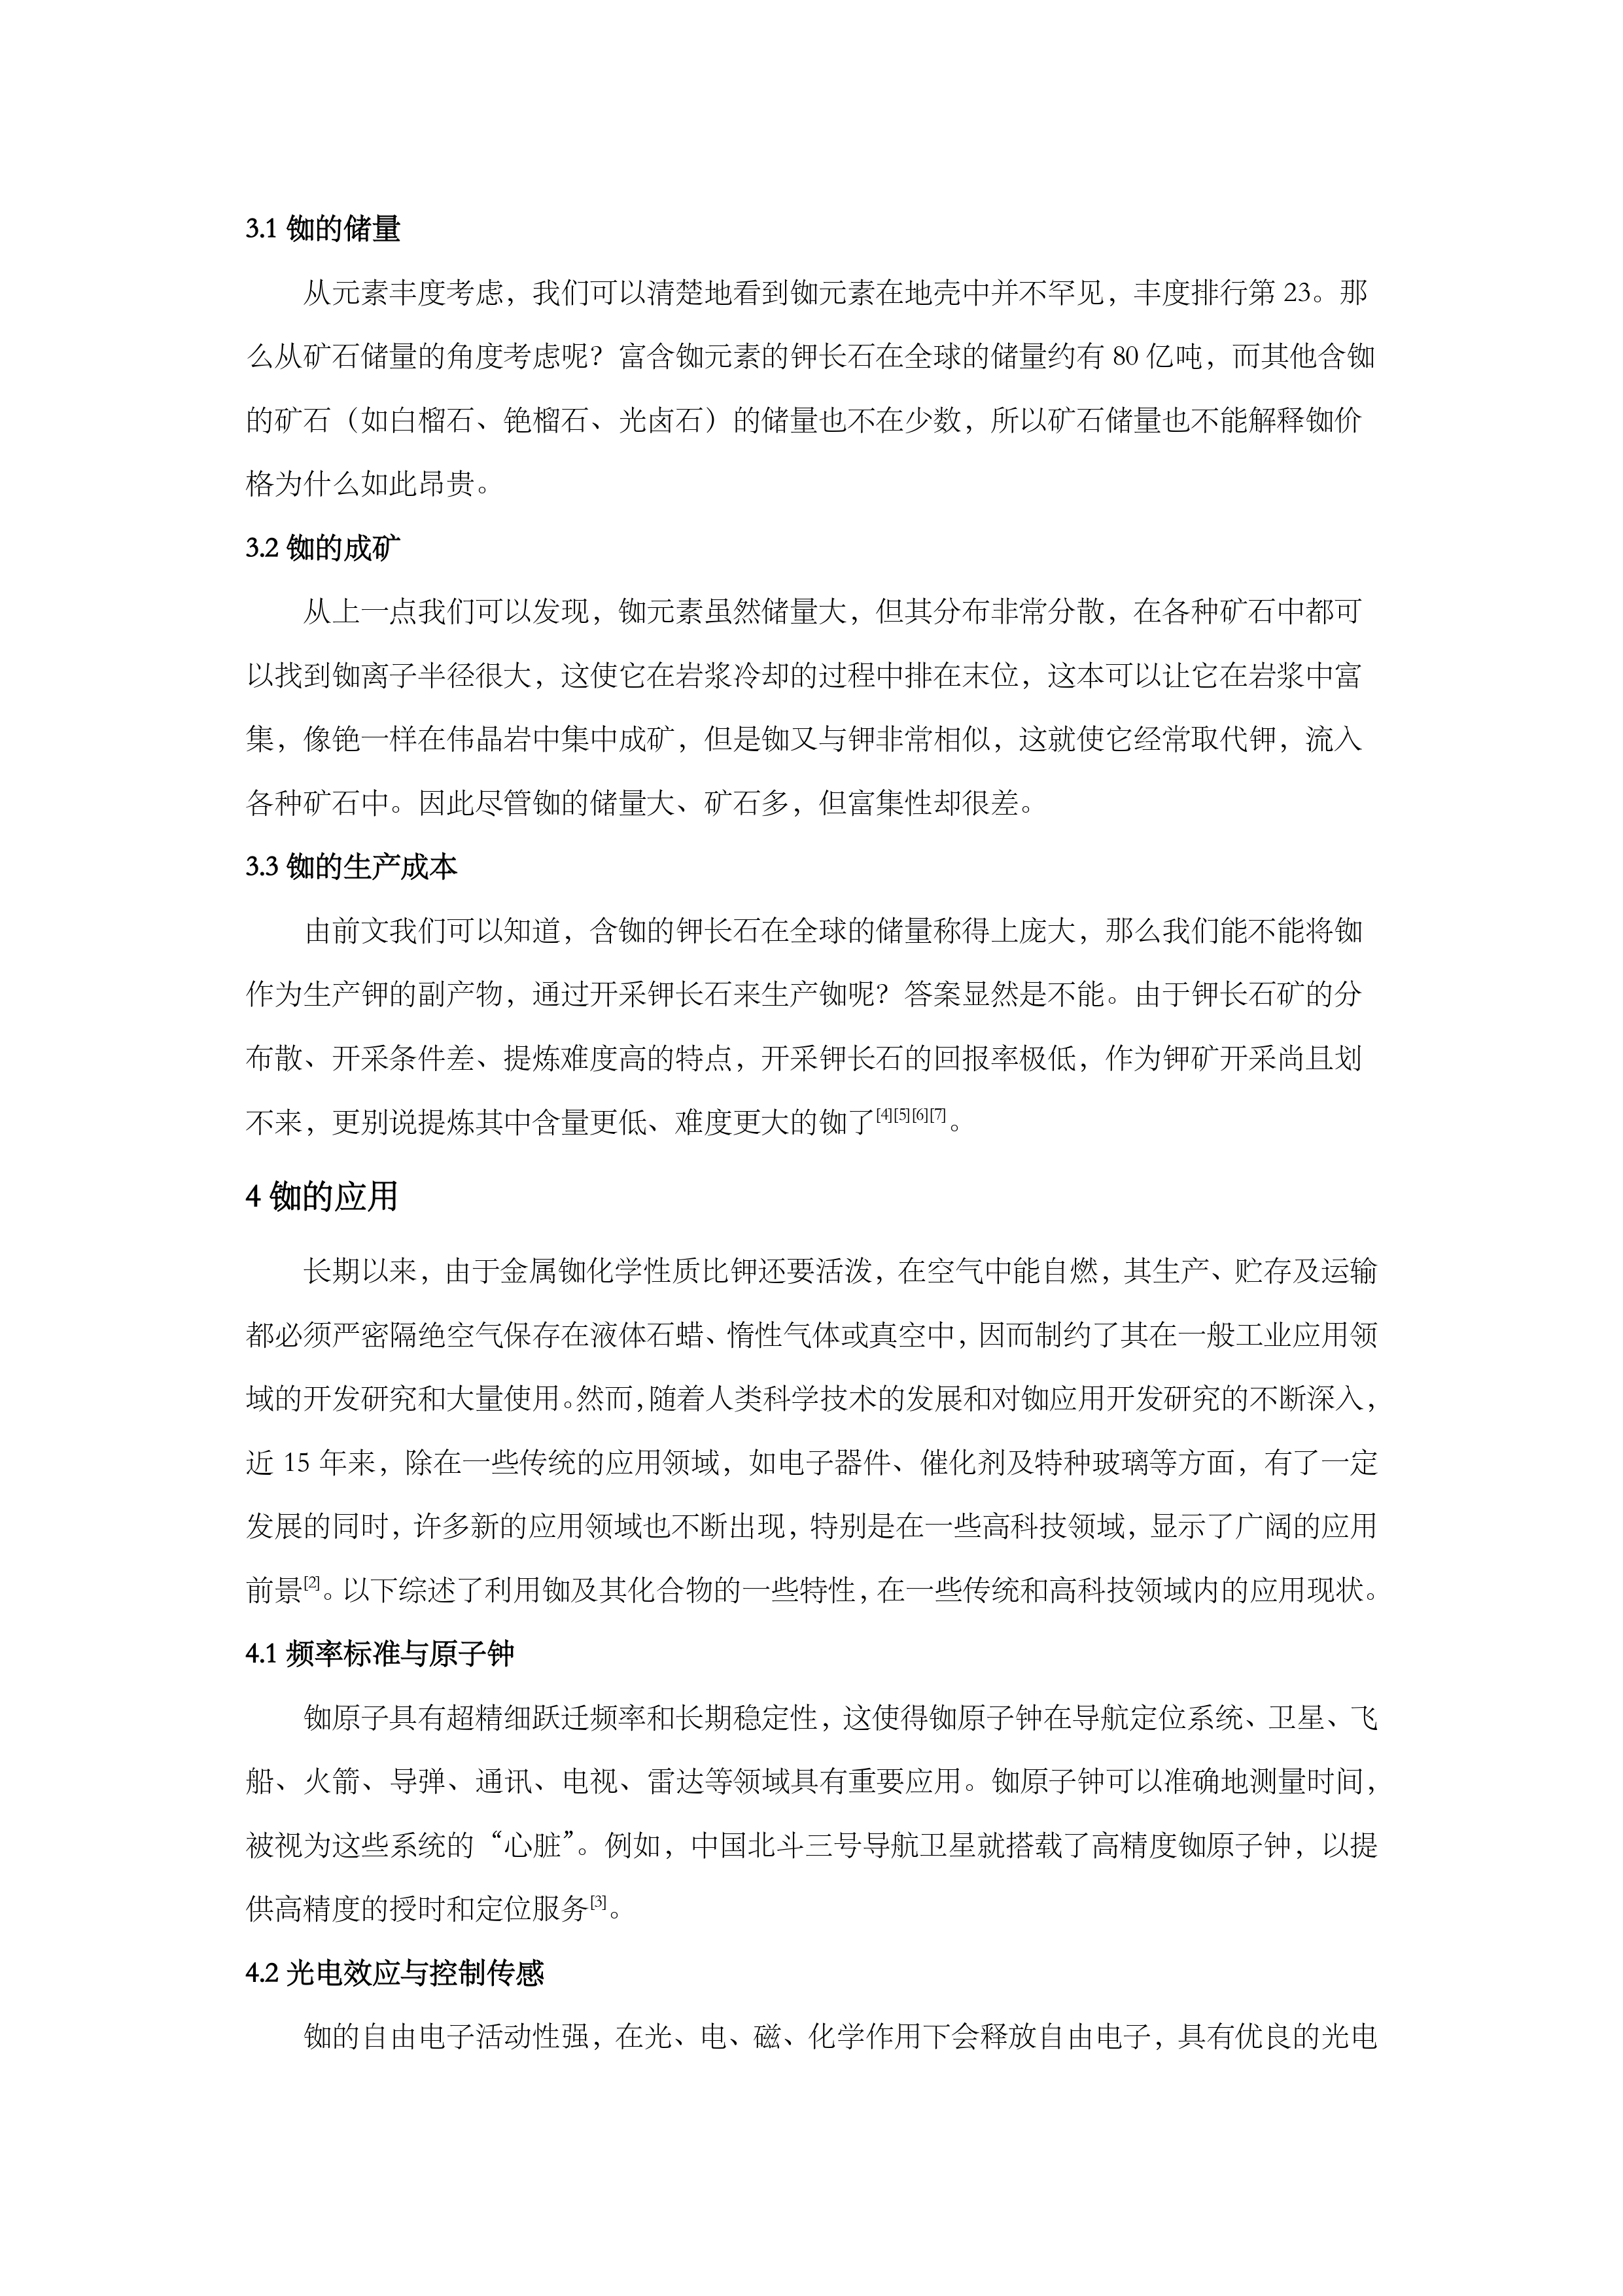 3.1 铷的储量
从元素丰度考虑，我们可以清楚地看到铷元素在地壳中并不罕见，丰度排行第 23。那
么从矿石储量的角度考虑呢？富含铷元素的钾长石在全球的储量约有 80 亿吨，而其他含铷
的矿石（如白榴石、铯榴石、光卤石）的储量也不在少数，所以矿石储量也不能解释铷价
格为什么如此昂贵。
3.2 铷的成矿
从上一点我们可以发现，铷元素虽然储量大，但其分布非常分散，在各种矿石中都可
以找到铷离子半径很大，这使它在岩浆冷却的过程中排在末位，这本可以让它在岩浆中富
集，像铯一样在伟晶岩中集中成矿，但是铷又与钾非常相似，这就使它经常取代钾，流入
各种矿石中。因此尽管铷的储量大、矿石多，但富集性却很差。
3.3 铷的生产成本
由前文我们可以知道，含铷的钾长石在全球的储量称得上庞大，那么我们能不能将铷
作为生产钾的副产物，通过开采钾长石来生产铷呢？答案显然是不能。由于钾长石矿的分
布散、开采条件差、提炼难度高的特点，开采钾长石的回报率极低，作为钾矿开采尚且划
不来，更别说提炼其中含量更低、难度更大的铷了[4][5][6][7]。
4 铷的应用
长期以来，由于金属铷化学性质比钾还要活泼，在空气中能自燃，其生产、贮存及运输
都必须严密隔绝空气保存在液体石蜡、惰性气体或真空中，因而制约了其在一般工业应用领
域的开发研究和大量使用。然而，随着人类科学技术的发展和对铷应用开发研究的不断深入，
近 15 年来，除在一些传统的应用领域，如电子器件、催化剂及特种玻璃等方面，有了一定
发展的同时，许多新的应用领域也不断出现，特别是在一些高科技领域，显示了广阔的应用
前景[2]。以下综述了利用铷及其化合物的一些特性，在一些传统和高科技领域内的应用现状。
4.1 频率标准与原子钟
铷原子具有超精细跃迁频率和长期稳定性，这使得铷原子钟在导航定位系统、卫星、飞
船、火箭、导弹、通讯、电视、雷达等领域具有重要应用。铷原子钟可以准确地测量时间，
被视为这些系统的“心脏”。例如，中国北斗三号导航卫星就搭载了高精度铷原子钟，以提
供高精度的授时和定位服务[3]。
4.2 光电效应与控制传感
铷的自由电子活动性强，在光、电、磁、化学作用下会释放自由电子，具有优良的光电